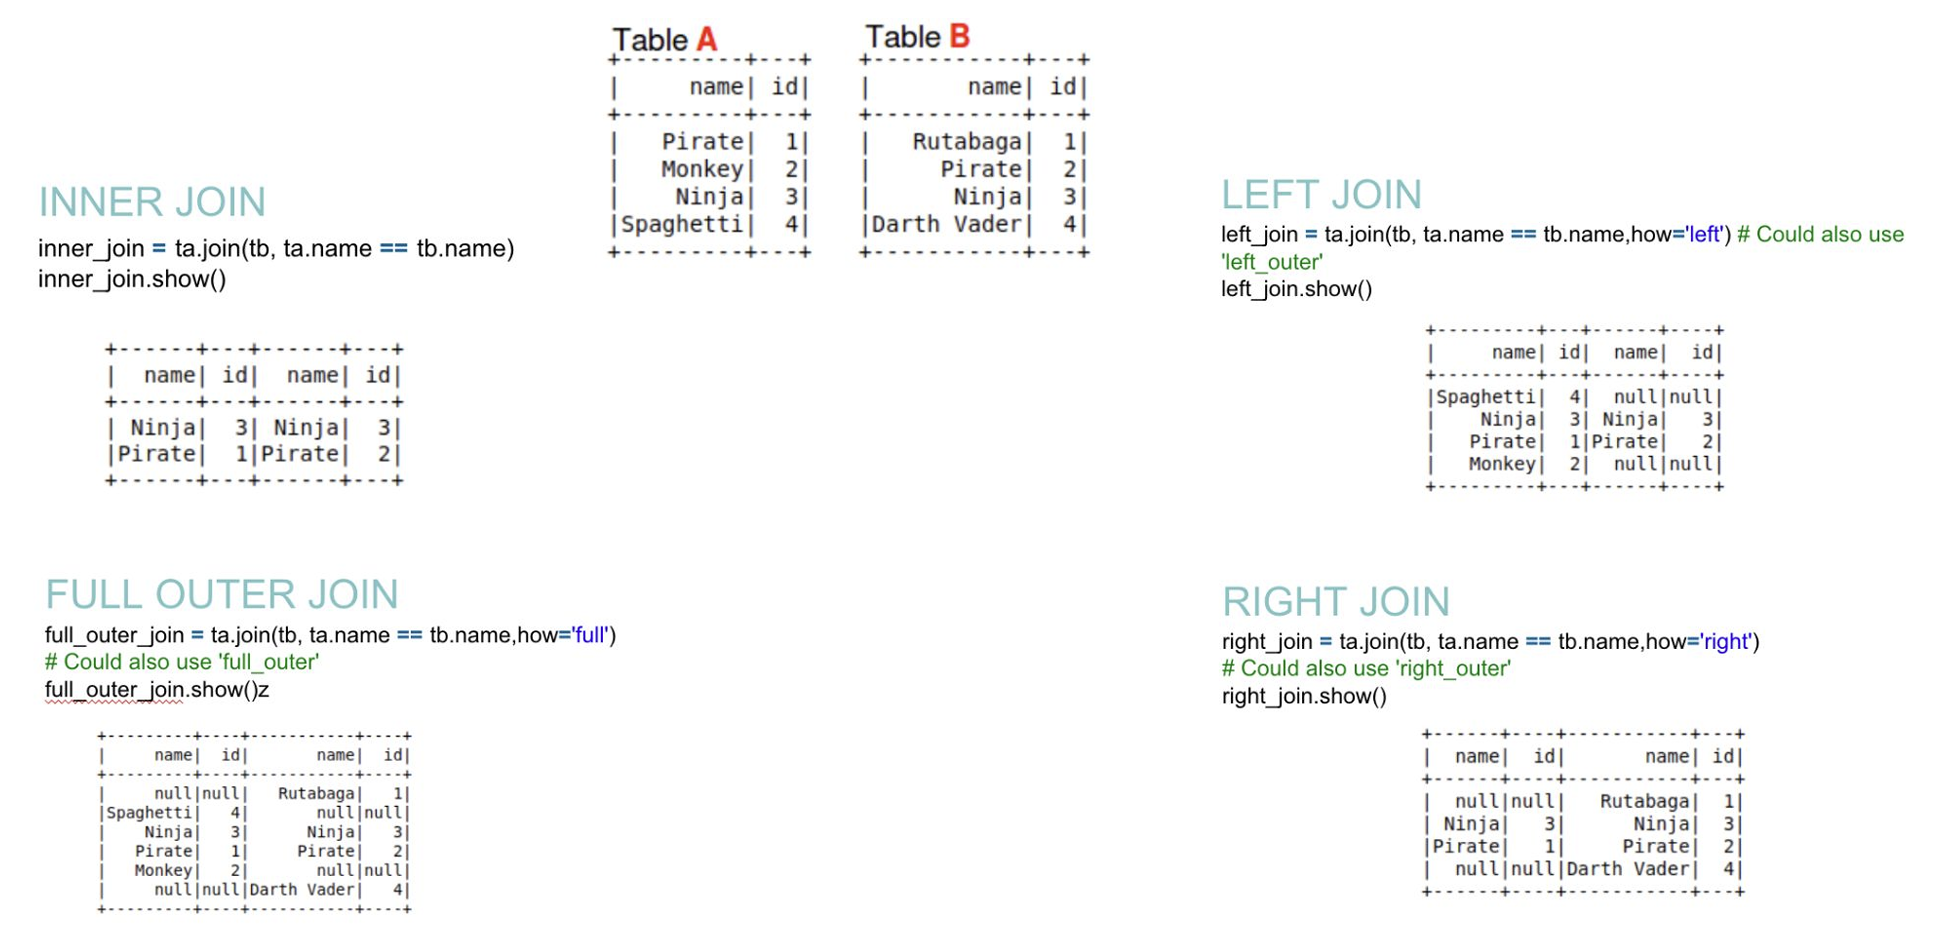 Table A
+---------+---+
|     name| id|
+---------+---+
|   Pirate|  1|
|   Monkey|  2|
|    Ninja|  3|
|Spaghetti|  4|
+---------+---+
Table B
+-----------+---+
|       name| id|
+-----------+---+
|   Rutabaga|  1|
|     Pirate|  2|
|      Ninja|  3|
|Darth Vader|  4|
+-----------+---+
INNER JOIN
inner_join = ta.join(tb, ta.name == tb.name)
inner_join.show()
+------+---+------+---+
|  name| id|  name| id|
+------+---+------+---+
| Ninja|  3| Ninja|  3|
|Pirate|  1|Pirate|  2|
+------+---+------+---+
LEFT JOIN
left_join = ta.join(tb, ta.name == tb.name,how='left') # Could also use
'left_outer'
left_join.show()
+---------+---+------+----+
|     name| id|  name|  id|
+---------+---+------+----+
|Spaghetti|  4|  null|null|
|    Ninja|  3| Ninja|   3|
|   Pirate|  1|Pirate|   2|
|   Monkey|  2|  null|null|
+---------+---+------+----+
FULL OUTER JOIN
full_outer_join = ta.join(tb, ta.name == tb.name,how='full')
# Could also use 'full_outer'
full_outer_join.show()z
+---------+----+-----------+----+
|     name|  id|       name|  id|
+---------+----+-----------+----+
|     null|null|   Rutabaga|   1|
|Spaghetti|   4|       null|null|
|    Ninja|   3|      Ninja|   3|
|   Pirate|   1|     Pirate|   2|
|   Monkey|   2|       null|null|
|     null|null|Darth Vader|   4|
+---------+----+-----------+----+
RIGHT JOIN
right_join = ta.join(tb, ta.name == tb.name,how='right')
# Could also use 'right_outer'
right_join.show()
+------+----+-----------+---+
|  name|  id|       name| id|
+------+----+-----------+---+
|  null|null|   Rutabaga|  1|
| Ninja|   3|      Ninja|  3|
|Pirate|   1|     Pirate|  2|
|  null|null|Darth Vader|  4|
+------+----+-----------+---+